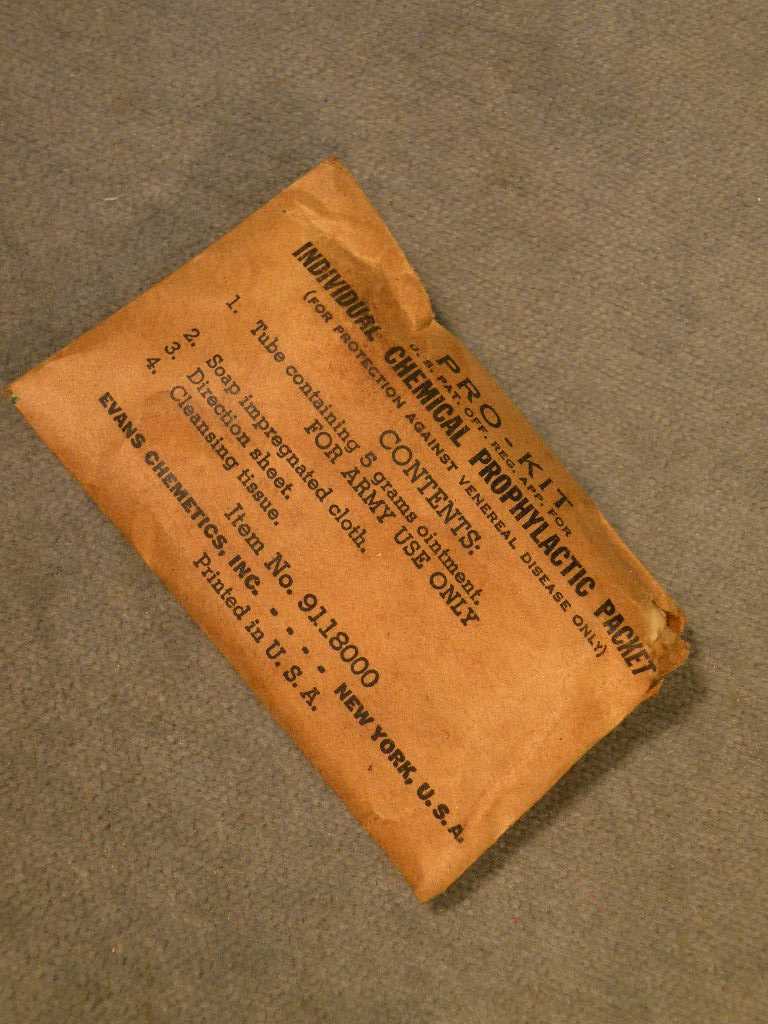 PRO-KIT
U. S. PAT. OFF. REG. APP. FOR
INDIVIDUAL CHEMICAL PROPHYLACTIC PACKET
(FOR PROTECTION AGAINST VENEREAL DISEASE ONLY)
CONTENTS:
1. Tube containing 5 grams ointment.
FOR ARMY USE ONLY
2. Soap impregnated cloth.
3. Direction sheet.
4. Cleansing tissue.
Item No. 9118000
EVANS CHEMETICS, INC. - - - - NEW YORK, U. S. A.
Printed in U. S. A.